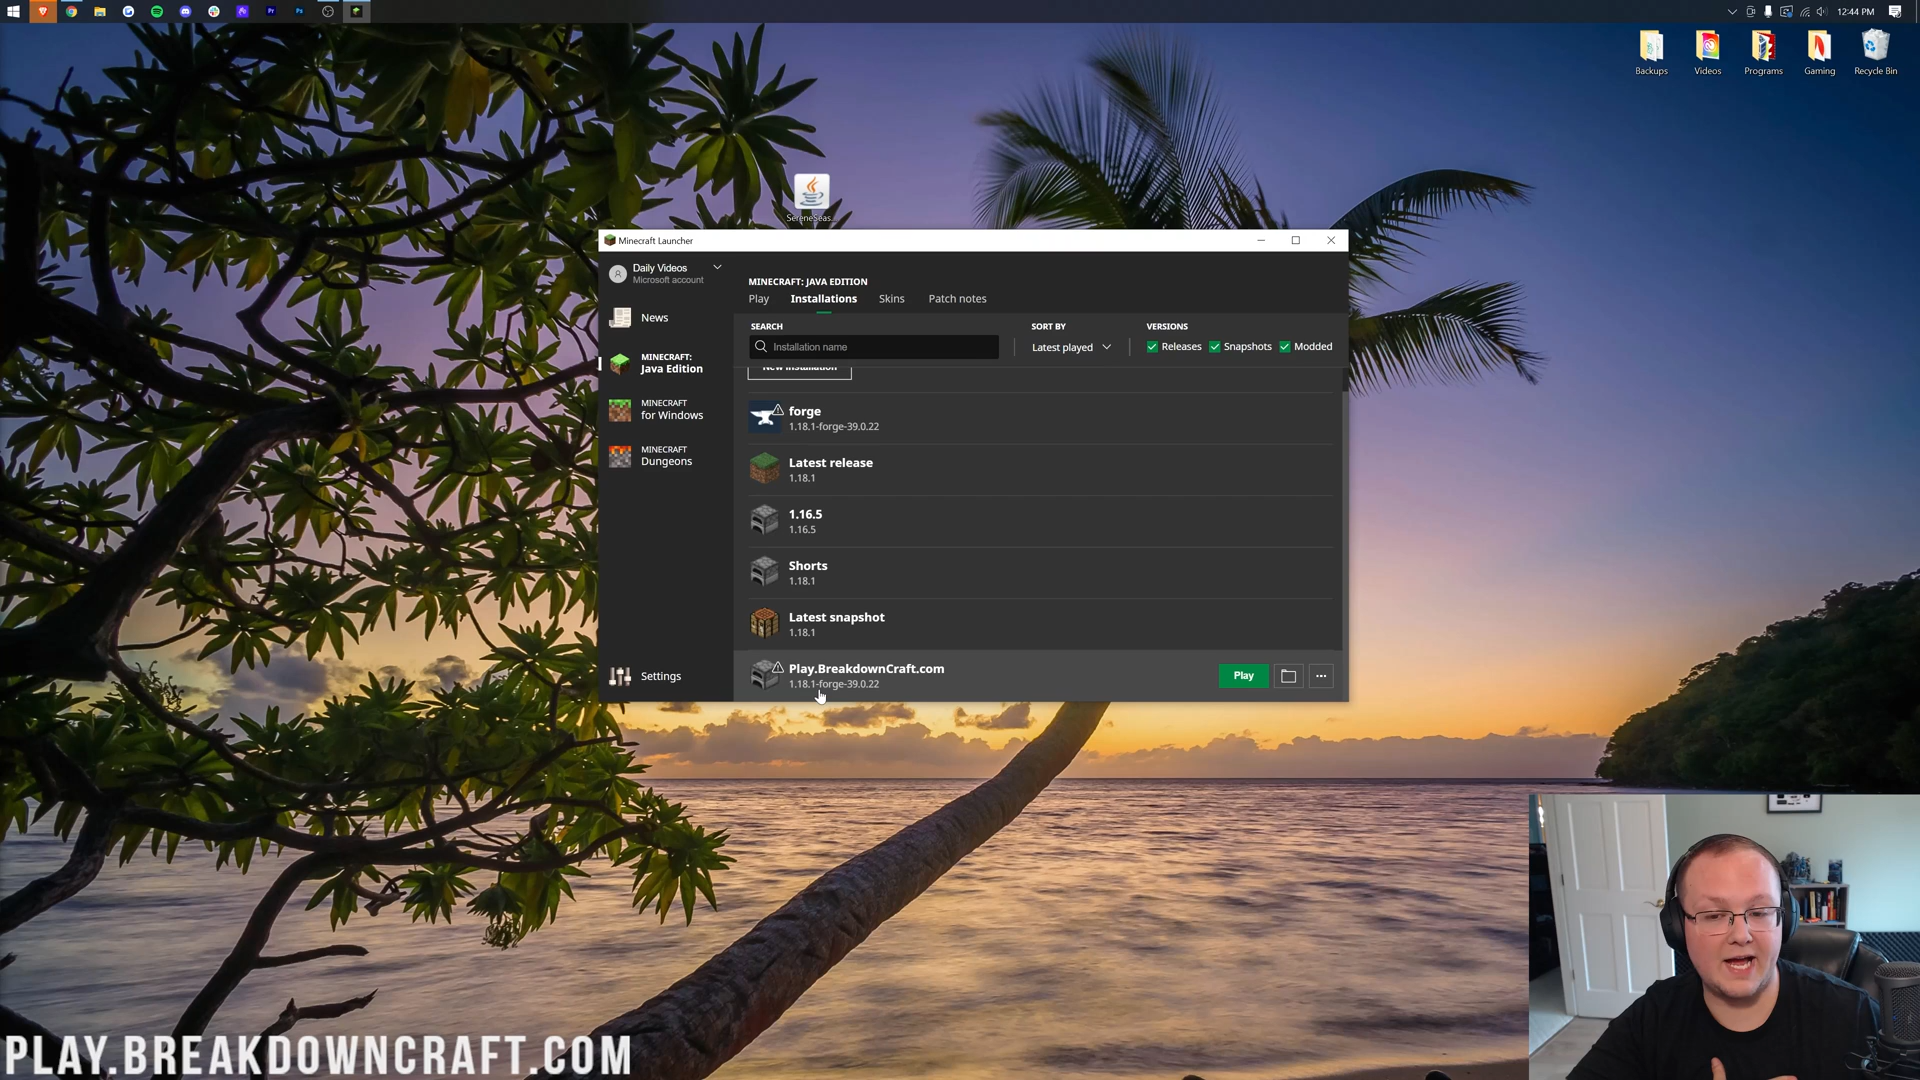 12:44 PM
Backups
Videos
Programs
Gaming
Recycle Bin
SereneSeas...
Minecraft Launcher
Daily Videos
Microsoft account
News
MINECRAFT:
Java Edition
MINECRAFT
for Windows
MINECRAFT
Dungeons
Settings
MINECRAFT: JAVA EDITION
Play
Installations
Skins
Patch notes
SEARCH
Installation name
SORT BY
Latest played
VERSIONS
Releases
Snapshots
Modded
New installation
forge
1.18.1-forge-39.0.22
Latest release
1.18.1
1.16.5
1.16.5
Shorts
1.18.1
Latest snapshot
1.18.1
Play.BreakdownCraft.com
1.18.1-forge-39.0.22
Play
PLAY.BREAKDOWNCRAFT.COM